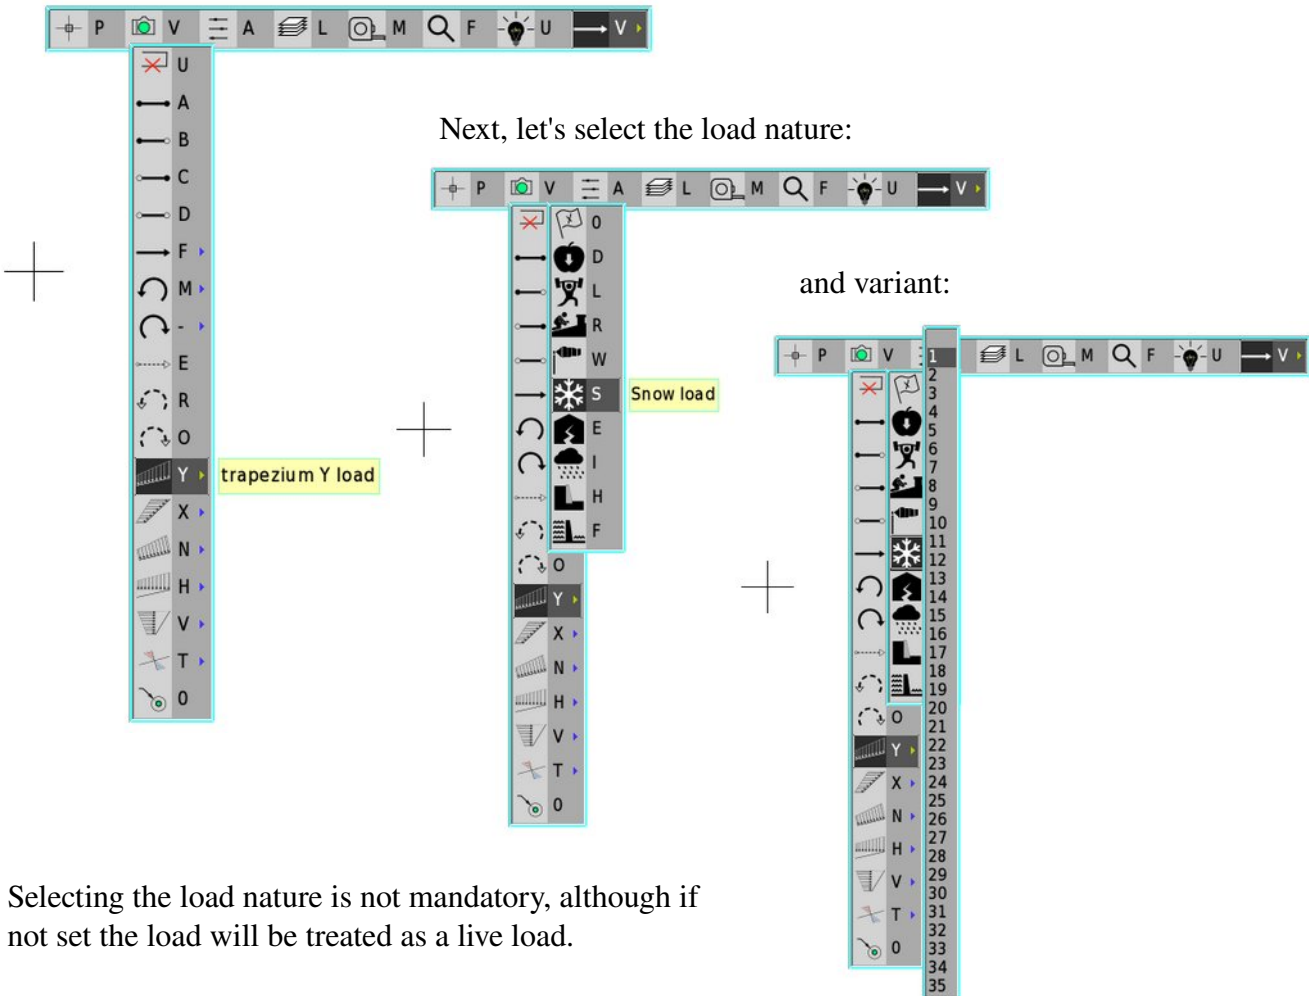 P V A L M F U V
U
A
B
C
D
F
M
-
E
R
O
Y trapezium Y load
X
N
H
V
T
0
Next, let's select the load nature:
P V A L M F U V
0
D
L
R
W
S Snow load
E
I
H
F
O
Y
X
N
H
V
T
0
and variant:
P V L M F U V
1
2
3
4
5
6
7
8
9
10
11
12
13
14
15
16
17
18
19
20
21
22
23
24
25
26
27
28
29
30
31
32
33
34
35
O
Y
X
N
H
V
T
0
Selecting the load nature is not mandatory, although if
not set the load will be treated as a live load.